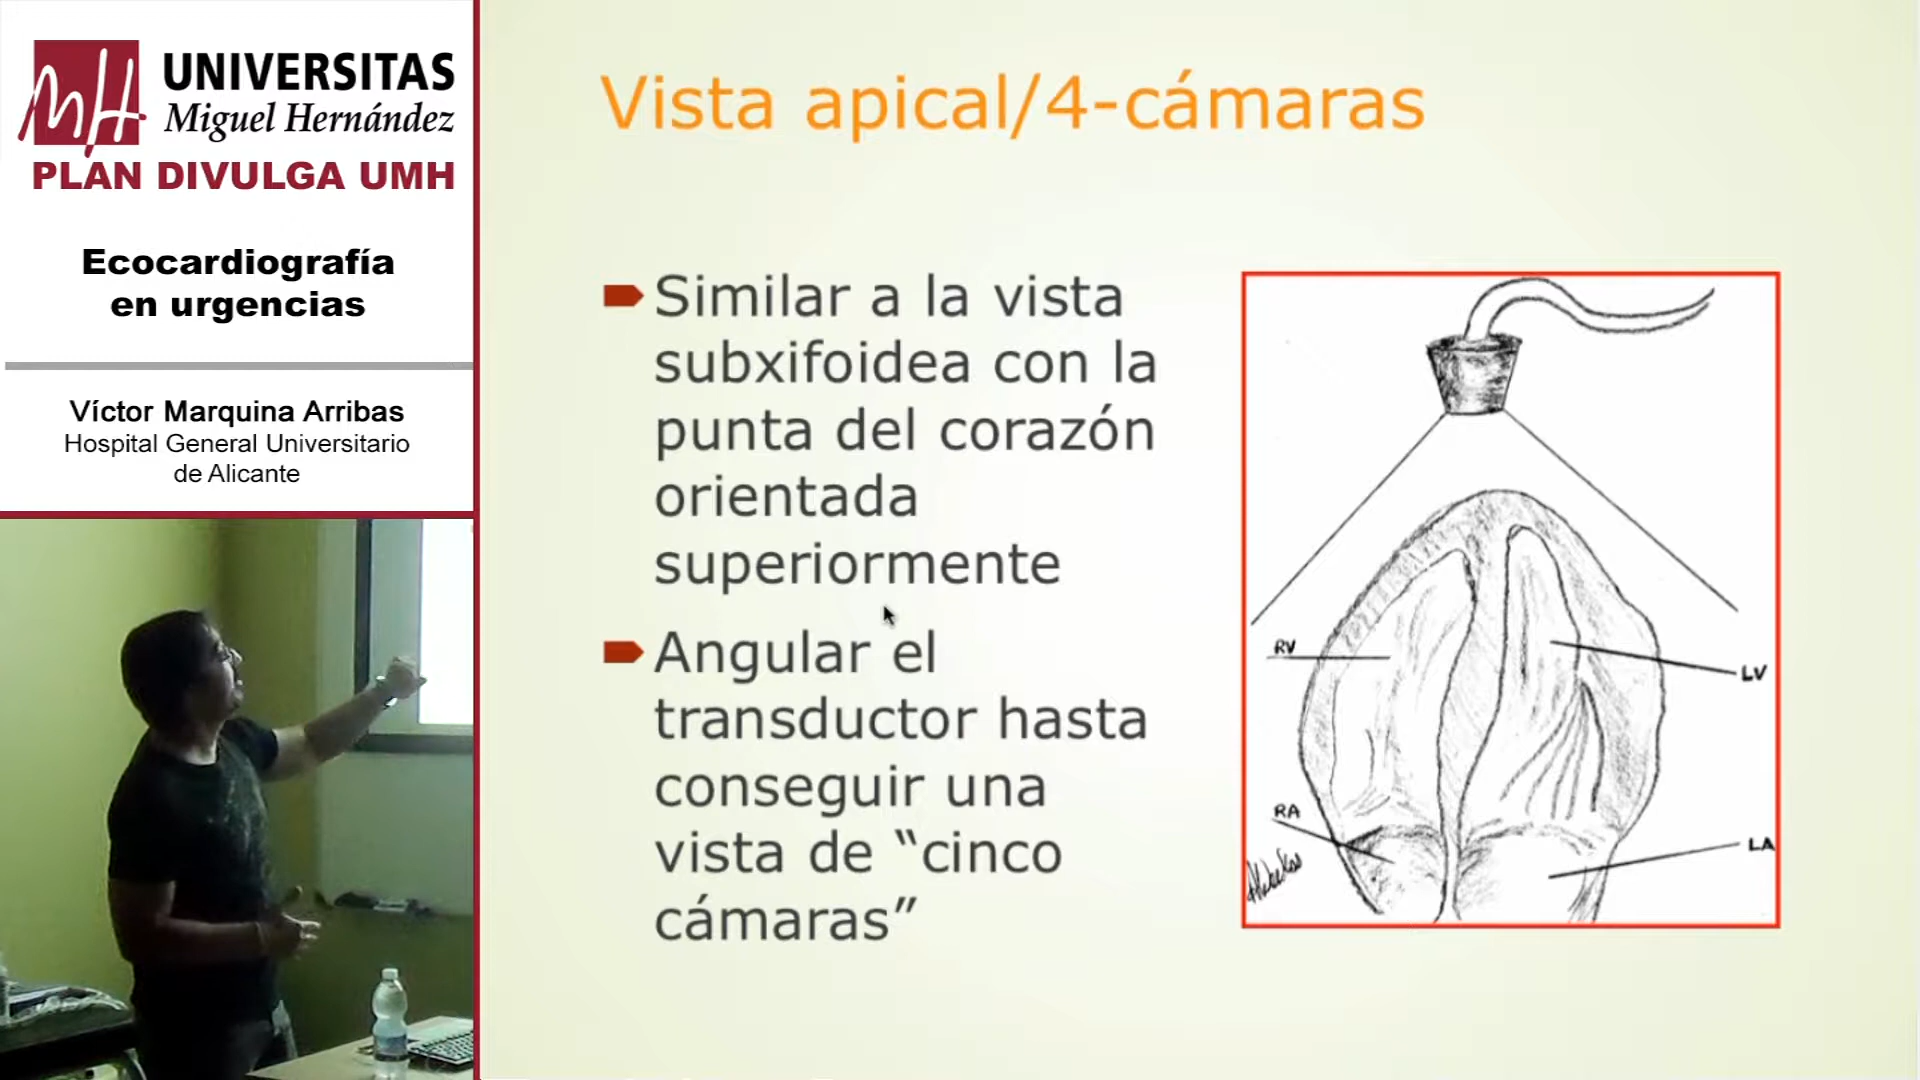 UNIVERSITAS
Miguel Hernández
PLAN DIVULGA UMH
Ecocardiografía
en urgencias
Víctor Marquina Arribas
Hospital General Universitario
de Alicante
Vista apical/4-cámaras
Similar a la vista
subxifoidea con la
punta del corazón
orientada
superiormente
Angular el
transductor hasta
conseguir una
vista de “cinco
cámaras”
RV
LV
RA
LA